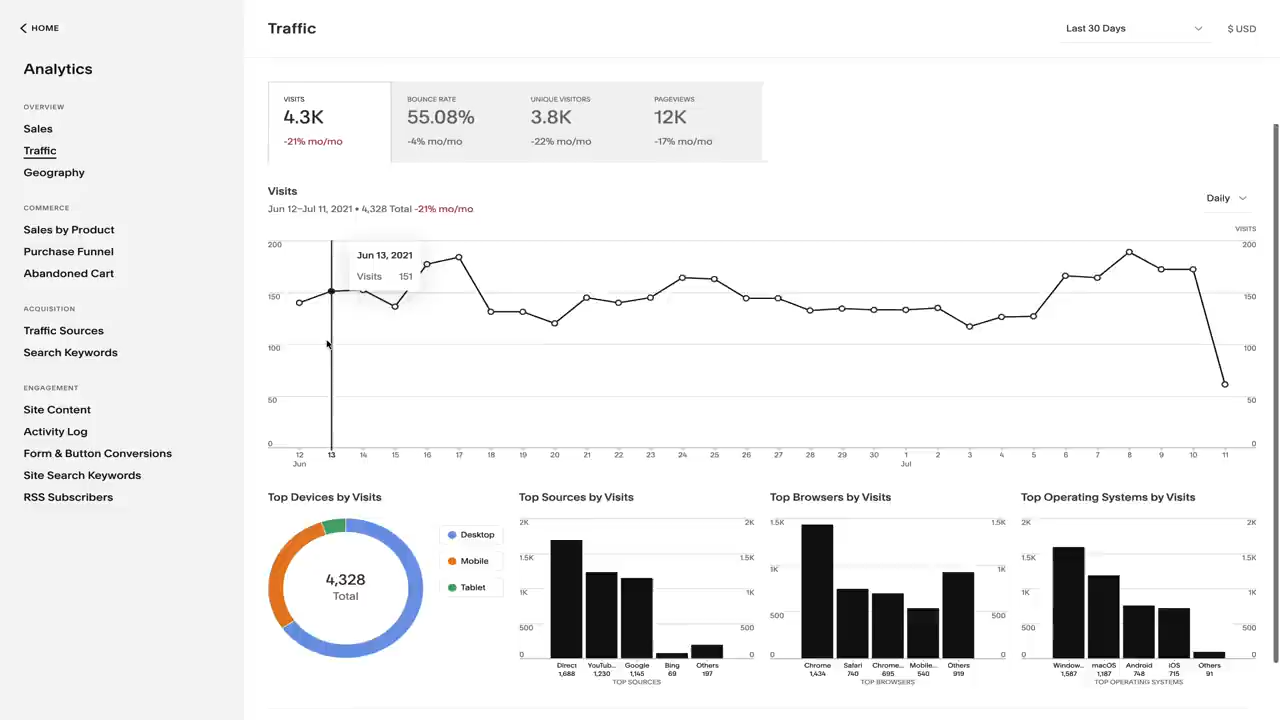 HOME
Analytics
OVERVIEW
Sales
Traffic
Geography
COMMERCE
Sales by Product
Purchase Funnel
Abandoned Cart
ACQUISITION
Traffic Sources
Search Keywords
ENGAGEMENT
Site Content
Activity Log
Form & Button Conversions
Site Search Keywords
RSS Subscribers
Traffic
Last 30 Days
$ USD
VISITS
4.3K
-21% mo/mo
BOUNCE RATE
55.08%
-4% mo/mo
UNIQUE VISITORS
3.8K
-22% mo/mo
PAGEVIEWS
12K
-17% mo/mo
Visits
Jun 12–Jul 11, 2021 • 4,328 Total -21% mo/mo
Daily
VISITS
200 200
150 150
100 100
50 50
0 0
Jun 13, 2021
Visits 151
12 13 14 15 16 17 18 19 20 21 22 23 24 25 26 27 28 29 30 1 2 3 4 5 6 7 8 9 10 11
Jun Jul
Top Devices by Visits
4,328
Total
Desktop
Mobile
Tablet
Top Sources by Visits
2K 2K
1.5K 1.5K
1K 1K
500 500
0 0
Direct YouTub... Google Bing Others
1,688 1,230 1,145 69 197
TOP SOURCES
Top Browsers by Visits
1.5K 1.5K
1K 1K
500 500
0 0
Chrome Safari Chrome... Mobile... Others
1,434 740 695 540 919
TOP BROWSERS
Top Operating Systems by Visits
2K 2K
1.5K 1.5K
1K 1K
500 500
0 0
Window... macOS Android iOS Others
1,587 1,187 748 715 91
TOP OPERATING SYSTEMS